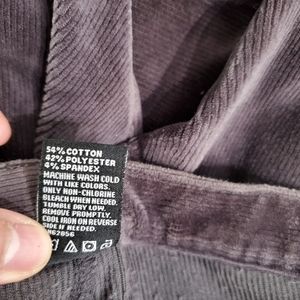 54% COTTON
42% POLYESTER
4% SPANDEX
MACHINE WASH COLD
WITH LIKE COLORS.
ONLY NON-CHLORINE
BLEACH WHEN NEEDED.
TUMBLE DRY LOW.
REMOVE PROMPTLY.
COOL IRON ON REVERSE
SIDE IF NEEDED.